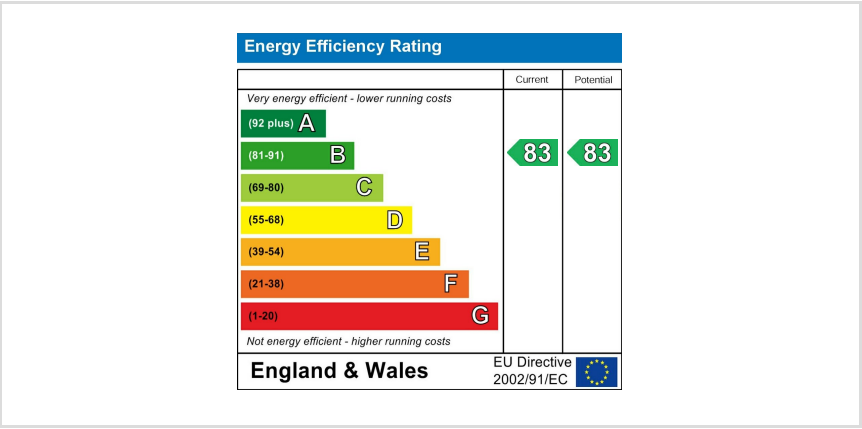 Energy Efficiency Rating
Current Potential
Very energy efficient - lower running costs
(92 plus) A
(81-91) B
83 83
(69-80) C
(55-68) D
(39-54) E
(21-38) F
(1-20) G
Not energy efficient - higher running costs
England & Wales
EU Directive
2002/91/EC